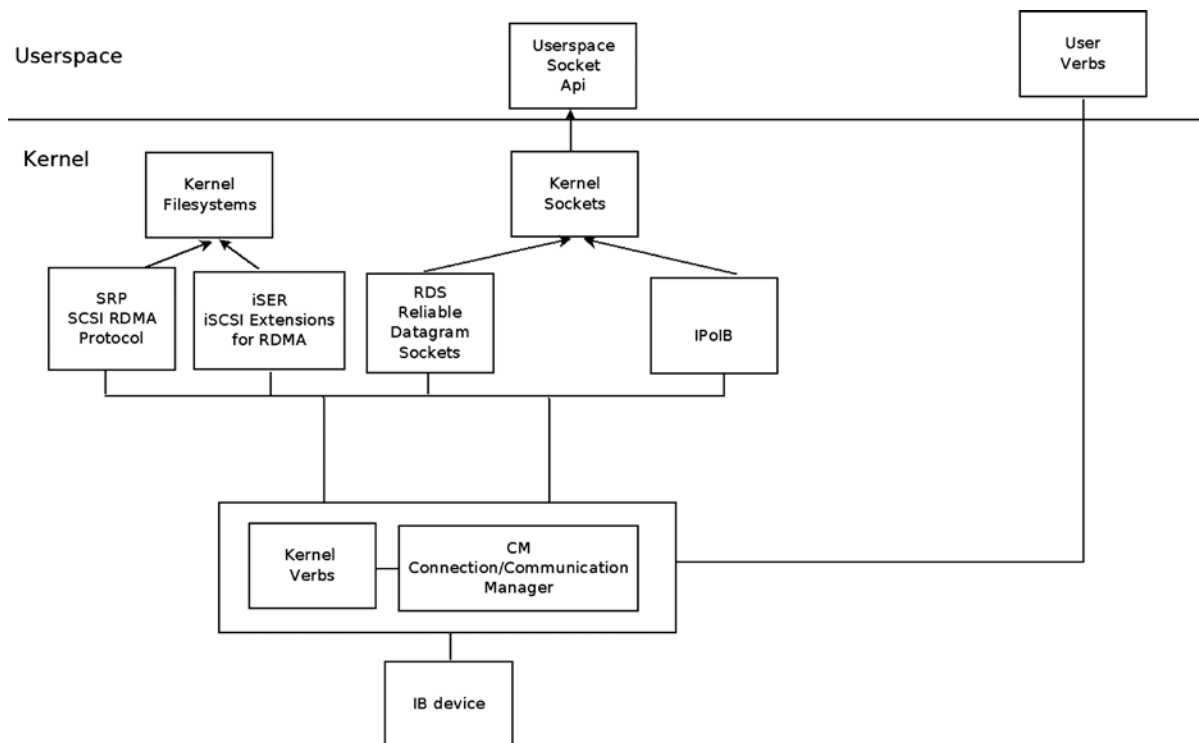 Userspace
Userspace
Socket
Api
User
Verbs
Kernel
Kernel
Filesystems
Kernel
Sockets
SRP
SCSI RDMA
Protocol
iSER
iSCSI Extensions
for RDMA
RDS
Reliable
Datagram
Sockets
IPoIB
Kernel
Verbs
CM
Connection/Communication
Manager
IB device